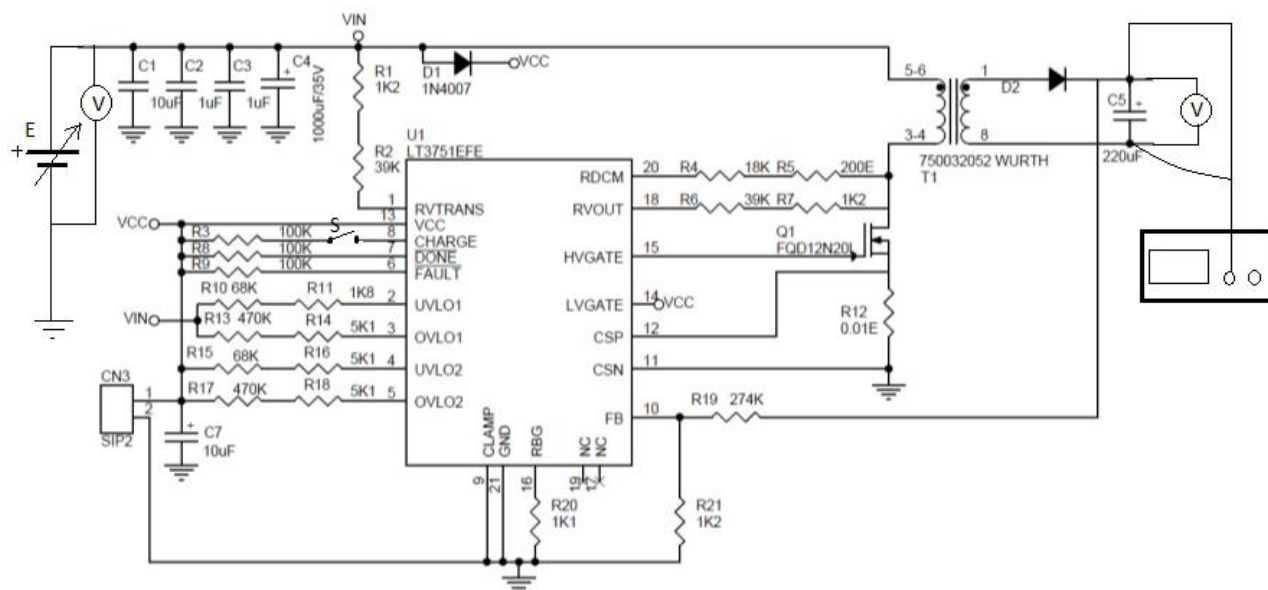 VIN
C1
C2
10uF
C3
1uF
C4
1uF
+
1000uF/35V
V
E
+
R1
1K2
D1
1N4007
VCC
R2
39K
U1
LT3751EFE
1
RVTRANS
VCC
13
VCC
R3
100K
S
8
CHARGE
R8
100K
7
DONE
R9
100K
6
FAULT
VIN
R10 68K
R11
1K8
2
UVLO1
R13 470K
R14
5K1
3
OVLO1
R15
68K
R16
5K1
4
UVLO2
R17
470K
R18
5K1
5
OVLO2
CN3
1
2
SIP2
+
C7
10uF
RDCM
20
R4
18K
R5
200E
RVOUT
18
R6
39K
R7
1K2
HVGATE
15
Q1
FQD12N20L
LVGATE
14
VCC
CSP
12
R12
0.01E
CSN
11
FB
10
R19
274K
CLAMP
GND
RBG
NC
NC
9
21
16
19
17
R20
1K1
R21
1K2
5-6
3-4
1
8
D2
750032052 WURTH
T1
C5
+
220uF
V